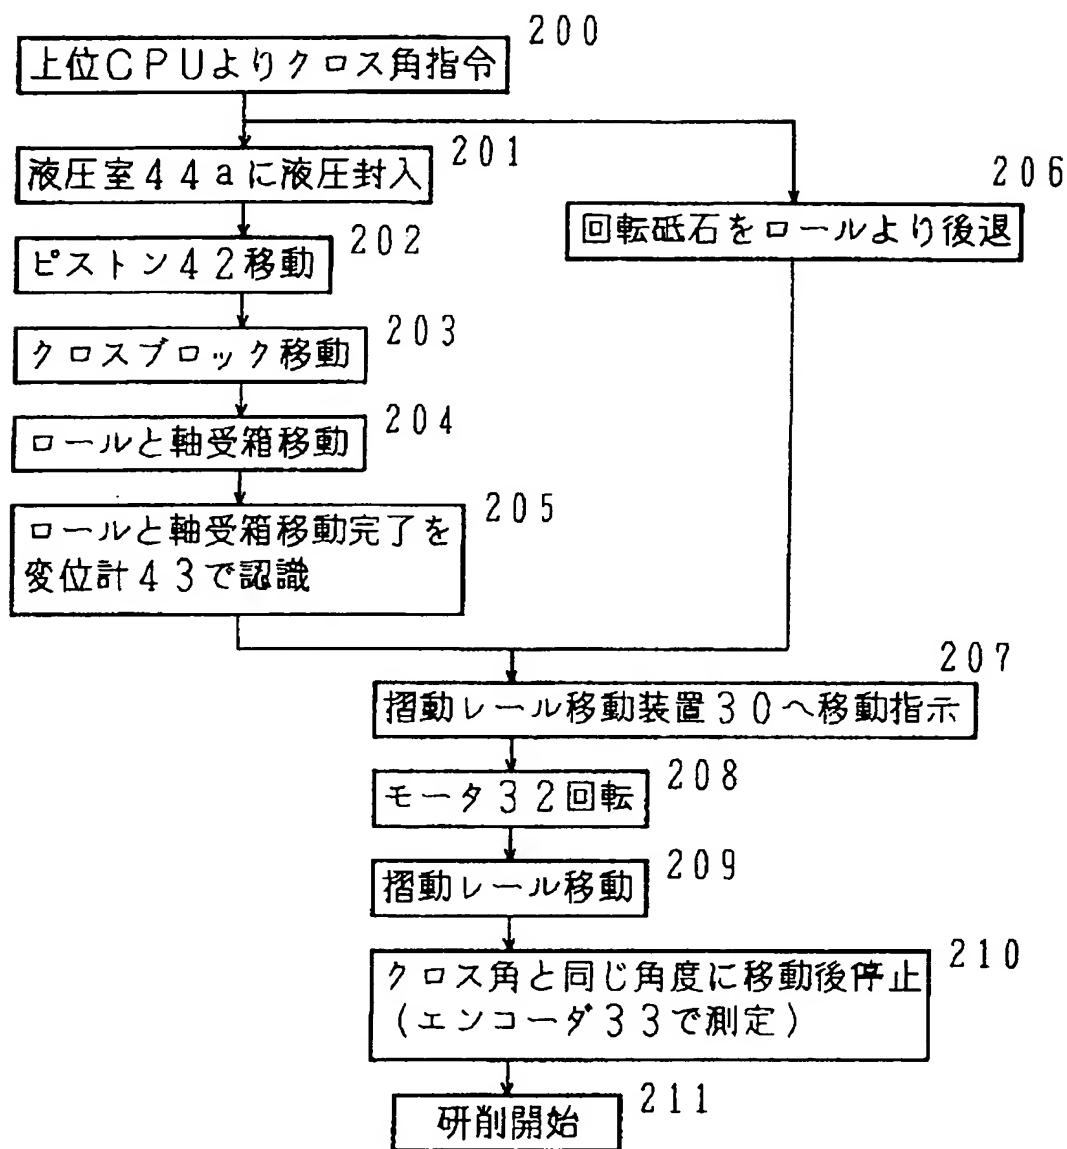 200
上位CPUよりクロス角指令
201
液圧室44aに液圧封入
206
回転砥石をロールより後退
202
ピストン42移動
203
クロスブロック移動
204
ロールと軸受箱移動
205
ロールと軸受箱移動完了を
変位計43で認識
207
摺動レール移動装置30へ移動指示
208
モータ32回転
209
摺動レール移動
210
クロス角と同じ角度に移動後停止
(エンコーダ33で測定)
211
研削開始